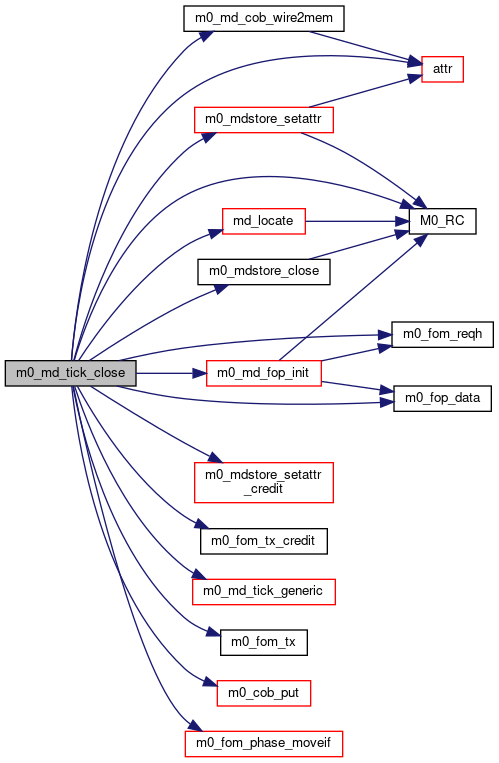 m0_md_cob_wire2mem
attr
m0_mdstore_setattr
md_locate
M0_RC
m0_mdstore_close
m0_fom_reqh
m0_md_tick_close
m0_md_fop_init
m0_fop_data
m0_mdstore_setattr
_credit
m0_fom_tx_credit
m0_md_tick_generic
m0_fom_tx
m0_cob_put
m0_fom_phase_moveif